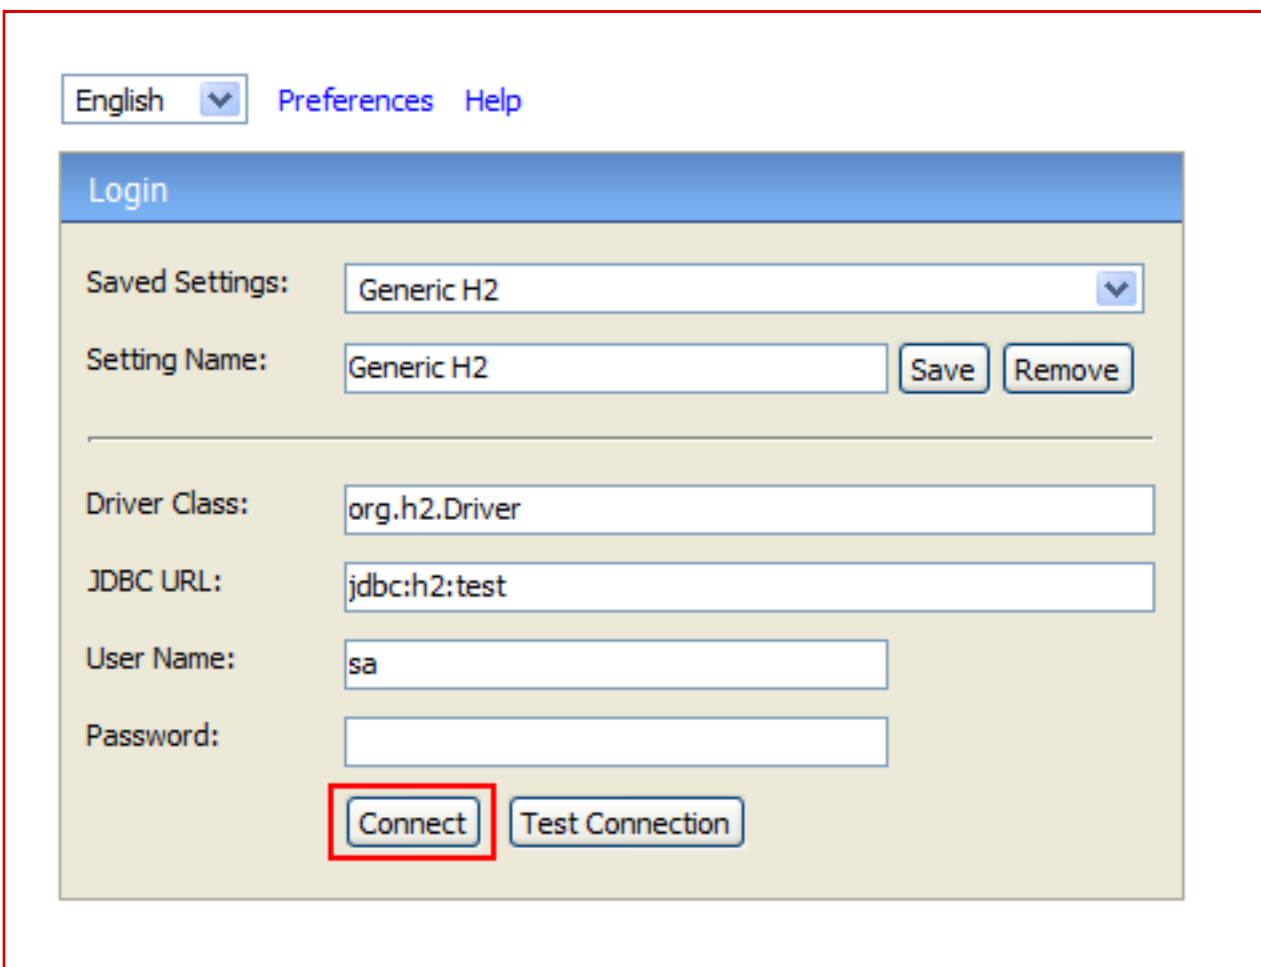 English Preferences Help
Login
Saved Settings: Generic H2
Setting Name: Generic H2 Save Remove
Driver Class: org.h2.Driver
JDBC URL: jdbc:h2:test
User Name: sa
Password:
Connect Test Connection